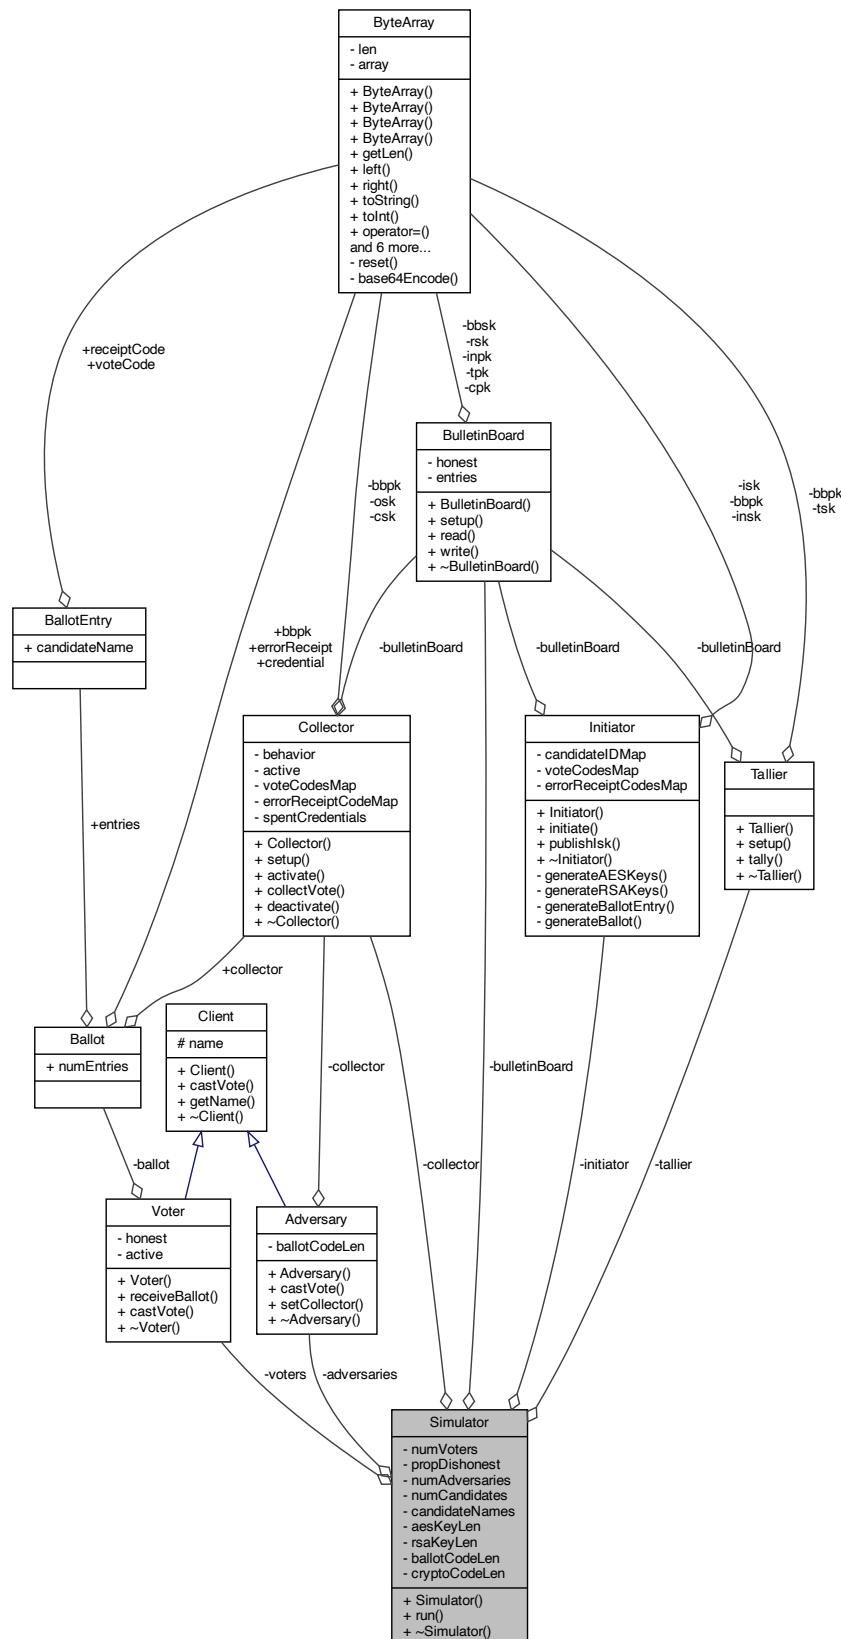 ByteArray
- len
- array
+ ByteArray()
+ ByteArray()
+ ByteArray()
+ ByteArray()
+ getLen()
+ left()
+ right()
+ toString()
+ toInt()
+ operator=()
and 6 more...
- reset()
- base64Encode()
+receiptCode
+voteCode
-bbsk
-rsk
-inpk
-tpk
-cpk
BulletinBoard
- honest
- entries
+ BulletinBoard()
+ setup()
+ read()
+ write()
+ ~BulletinBoard()
-bbpk
-osk
-csk
-isk
-bbpk
-insk
-bbpk
-tsk
BallotEntry
+ candidateName
+bbpk
+errorReceipt
+credential
-bulletinBoard
-bulletinBoard
-bulletinBoard
Collector
- behavior
- active
- voteCodesMap
- errorReceiptCodeMap
- spentCredentials
+ Collector()
+ setup()
+ activate()
+ collectVote()
+ deactivate()
+ ~Collector()
Initiator
- candidateIDMap
- voteCodesMap
- errorReceiptCodesMap
+ Initiator()
+ initiate()
+ publishIsk()
+ ~Initiator()
- generateAESKeys()
- generateRSAKeys()
- generateBallotEntry()
- generateBallot()
Tallier
+ Tallier()
+ setup()
+ tally()
+ ~Tallier()
+entries
+collector
Ballot
+ numEntries
Client
# name
+ Client()
+ castVote()
+ getName()
+ ~Client()
-collector
-bulletinBoard
-ballot
-collector
-initiator
-tallier
Voter
- honest
- active
+ Voter()
+ receiveBallot()
+ castVote()
+ ~Voter()
Adversary
- ballotCodeLen
+ Adversary()
+ castVote()
+ setCollector()
+ ~Adversary()
-voters
-adversaries
Simulator
- numVoters
- propDishonest
- numAdversaries
- numCandidates
- candidateNames
- aesKeyLen
- rsaKeyLen
- ballotCodeLen
- cryptoCodeLen
+ Simulator()
+ run()
+ ~Simulator()